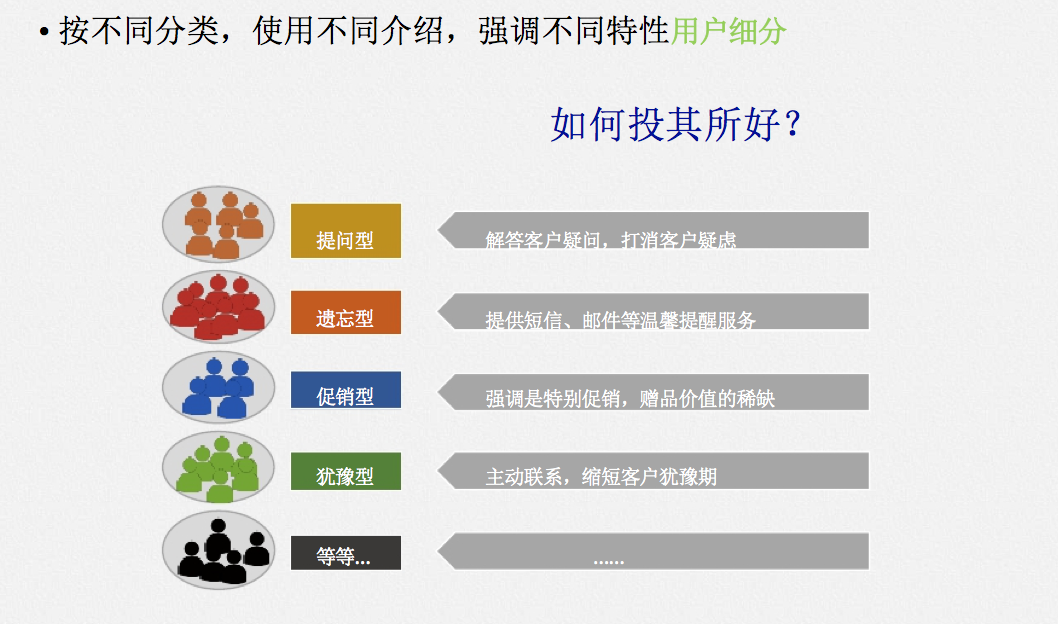 • 按不同分类，使用不同介绍，强调不同特性用户细分
如何投其所好？
提问型
解答客户疑问，打消客户疑虑
遗忘型
提供短信、邮件等温馨提醒服务
促销型
强调是特别促销，赠品价值的稀缺
犹豫型
主动联系，缩短客户犹豫期
等等...
......